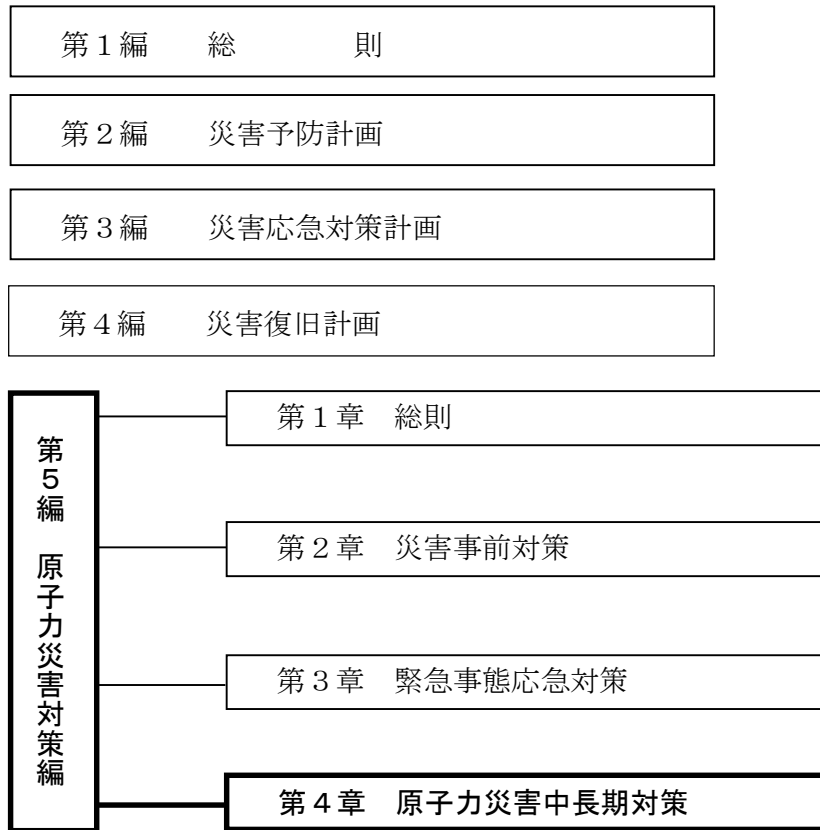 第１編　　総　　　　則
第２編　　災害予防計画
第３編　　災害応急対策計画
第４編　　災害復旧計画
第５編　原子力災害対策編
第１章　総則
第２章　災害事前対策
第３章　緊急事態応急対策
第４章　原子力災害中長期対策